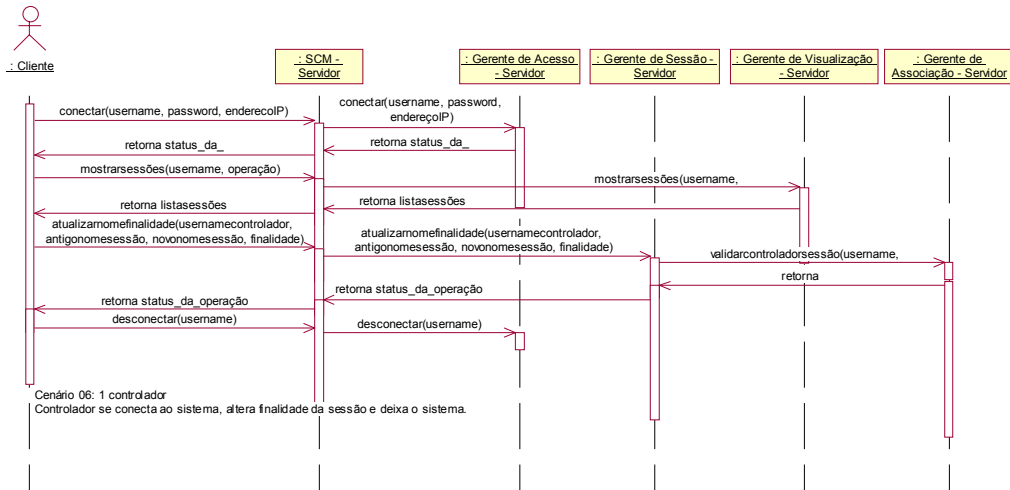 : Cliente
: SCM -
Servidor
: Gerente de Acesso
- Servidor
: Gerente de Sessão -
Servidor
: Gerente de Visualização
- Servidor
: Gerente de
Associação - Servidor
conectar(username, password, enderecoIP)
conectar(username, password,
endereçoIP)
retorna status_da_
retorna status_da_
mostrarsessões(username, operação)
mostrarsessões(username,
retorna listasessões
retorna listasessões
atualizarnomefinalidade(usernamecontrolador,
antigonomesessão, novonomesessão, finalidade)
atualizarnomefinalidade(usernamecontrolador,
antigonomesessão, novonomesessão, finalidade)
validarcontroladorsessão(username,
retorna
retorna status_da_operação
retorna status_da_operação
desconectar(username)
desconectar(username)
Cenário 06: 1 controlador
Controlador se conecta ao sistema, altera finalidade da sessão e deixa o sistema.